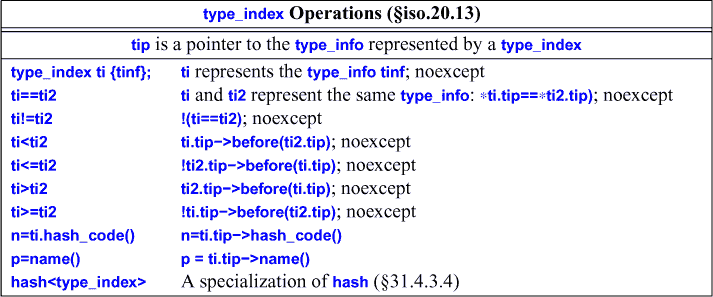 type_index Operations (§iso.20.13)
tip is a pointer to the type_info represented by a type_index
type_index ti {tinf}; ti represents the type_info tinf; noexcept
ti==ti2 ti and ti2 represent the same type_info: *ti.tip==*ti2.tip); noexcept
ti!=ti2 !(ti==ti2); noexcept
ti<ti2 ti.tip−>before(ti2.tip); noexcept
ti<=ti2 !ti2.tip−>before(ti.tip); noexcept
ti>ti2 ti2.tip−>before(ti.tip); noexcept
ti>=ti2 !ti.tip−>before(ti2.tip); noexcept
n=ti.hash_code() n=ti.tip−>hash_code()
p=name() p = ti.tip−>name()
hash<type_index> A specialization of hash (§31.4.3.4)